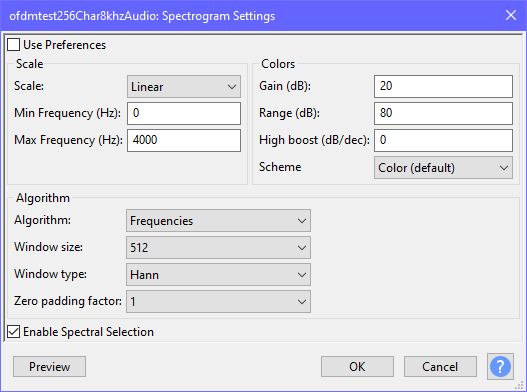 ofdmtest256Char8khzAudio: Spectrogram Settings
Use Preferences
Scale
Scale: Linear
Min Frequency (Hz): 0
Max Frequency (Hz): 4000
Colors
Gain (dB): 20
Range (dB): 80
High boost (dB/dec): 0
Scheme Color (default)
Algorithm
Algorithm: Frequencies
Window size: 512
Window type: Hann
Zero padding factor: 1
Enable Spectral Selection
Preview OK Cancel ?